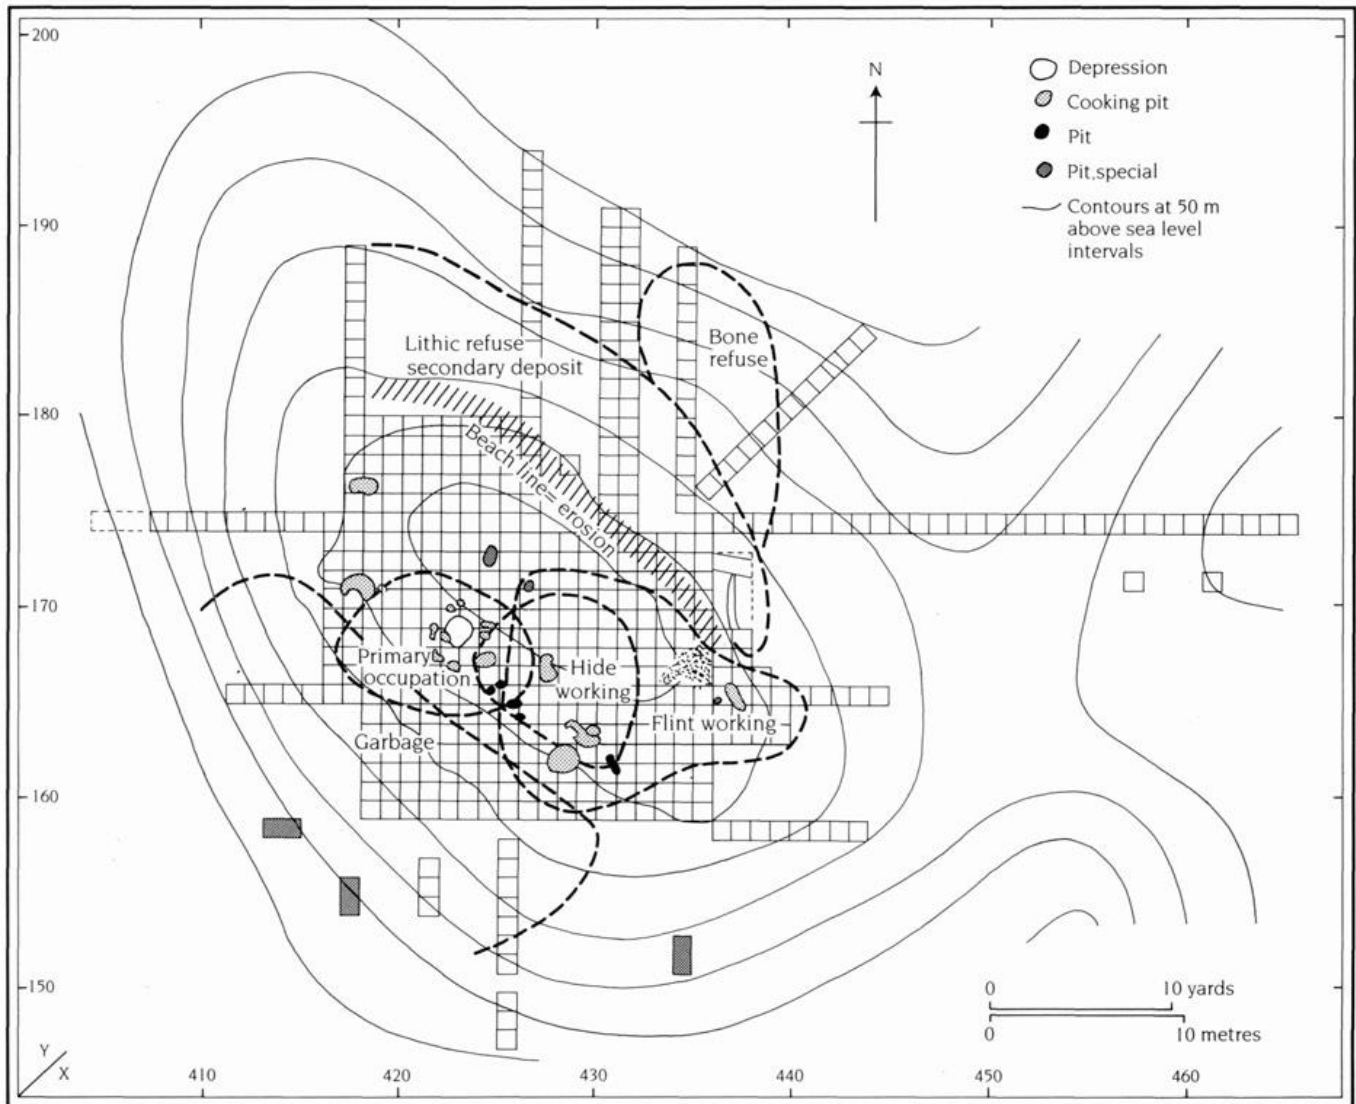 200
190
180
170
160
150
Y
X
410
420
430
440
450
460
N
Depression
Cooking pit
Pit
Pit,special
Contours at 50 m
above sea level
intervals
Lithic refuse
secondary deposit
Bone
refuse
Beach line= erosion
Primary
occupation
Hide
working
Flint working
Garbage
0 10 yards
0 10 metres